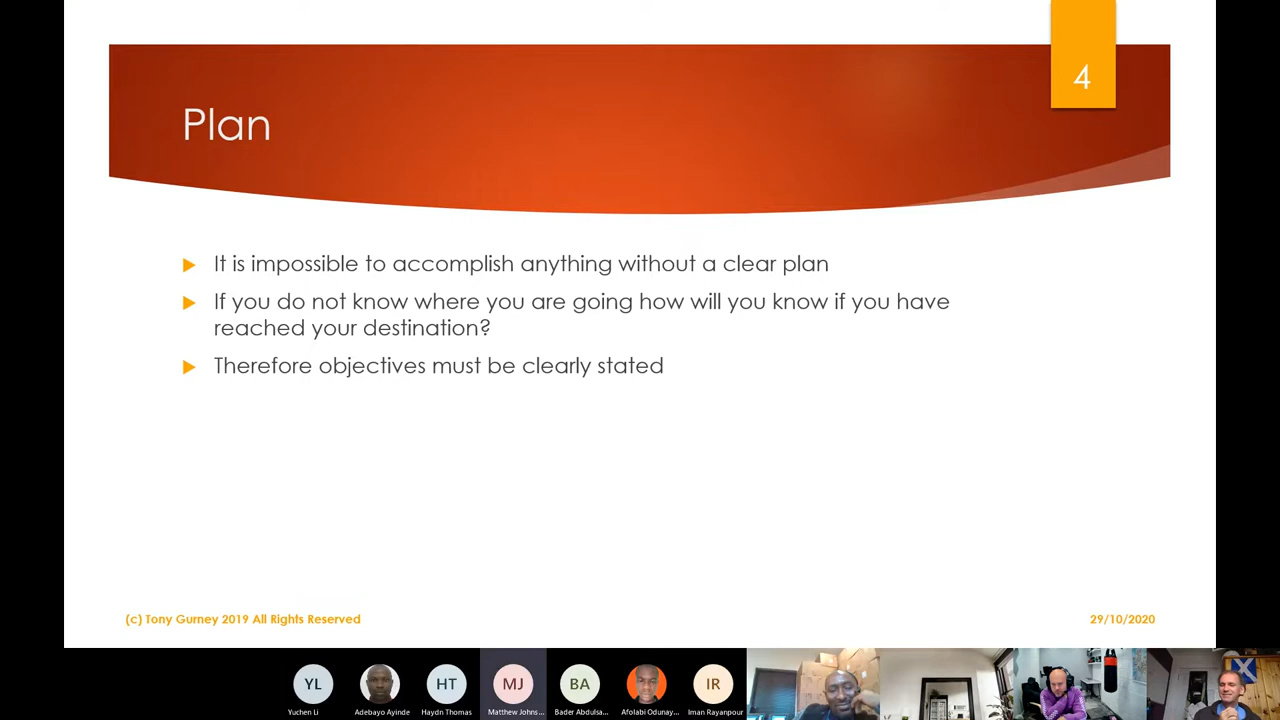 4
Plan
It is impossible to accomplish anything without a clear plan
If you do not know where you are going how will you know if you have
reached your destination?
Therefore objectives must be clearly stated
(c) Tony Gurney 2019 All Rights Reserved
29/10/2020
YL
HT
MJ
BA
IR
Yuchen Li
Adebayo Ayinde
Haydn Thomas
Matthew Johns...
Bader Abdulsa...
Afolabi Odunay...
Iman Rayanpour